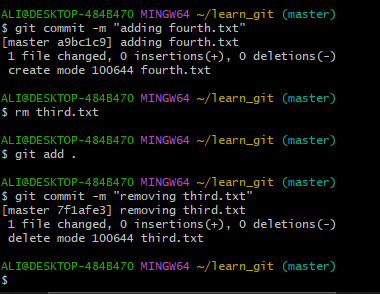 ALI@DESKTOP-484B470 MINGW64 ~/learn_git (master)
$ git commit -m "adding fourth.txt"
[master a9bc1c9] adding fourth.txt
 1 file changed, 0 insertions(+), 0 deletions(-)
 create mode 100644 fourth.txt

ALI@DESKTOP-484B470 MINGW64 ~/learn_git (master)
$ rm third.txt

ALI@DESKTOP-484B470 MINGW64 ~/learn_git (master)
$ git add .

ALI@DESKTOP-484B470 MINGW64 ~/learn_git (master)
$ git commit -m "removing third.txt"
[master 7f1afe3] removing third.txt
 1 file changed, 0 insertions(+), 0 deletions(-)
 delete mode 100644 third.txt

ALI@DESKTOP-484B470 MINGW64 ~/learn_git (master)
$